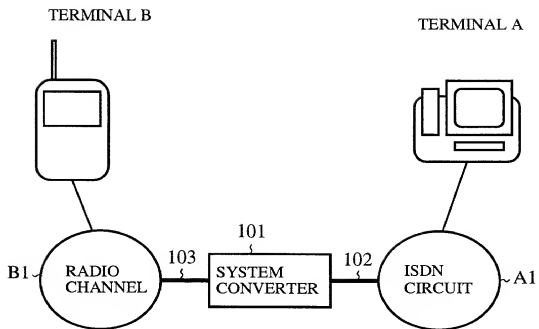 TERMINAL B
TERMINAL A
101
103
102
B1
RADIO
CHANNEL
SYSTEM
CONVERTER
ISDN
CIRCUIT
A1